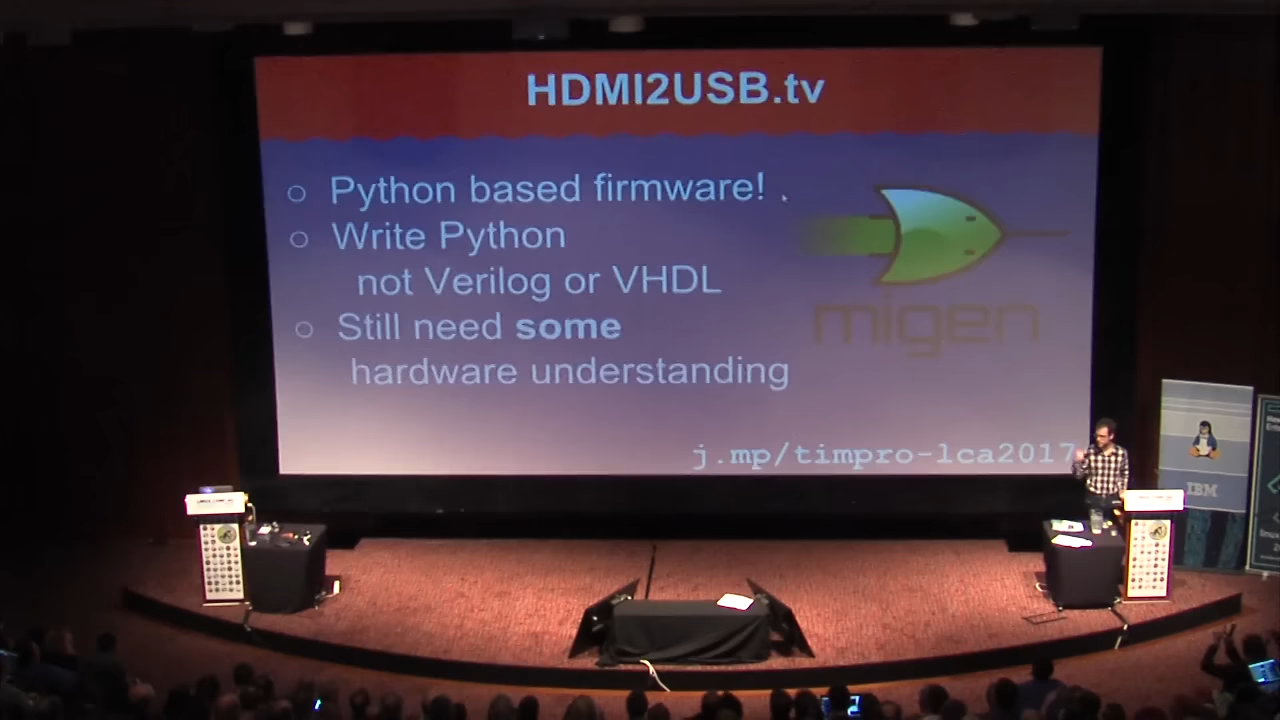 HDMI2USB.tv
Python based firmware!
Write Python
not Verilog or VHDL
Still need some
hardware understanding
migen
j.mp/timpro-lca2017
IBM